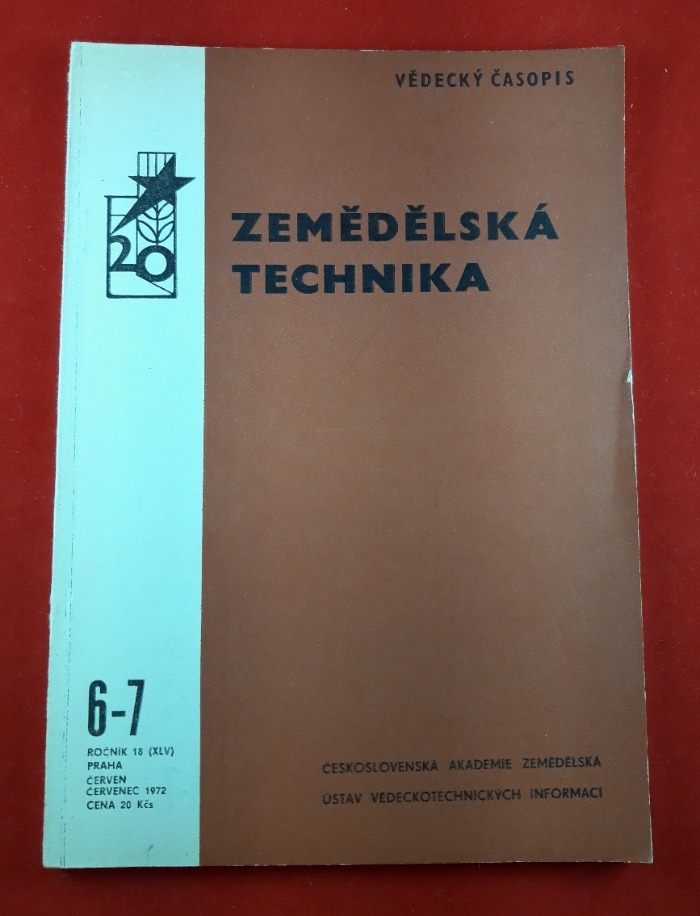 VĚDECKÝ ČASOPIS
20
ZEMĚDĚLSKÁ
TECHNIKA
6-7
ROČNÍK 18 (XLV)
PRAHA
ČERVEN
ČERVENEC 1972
CENA 20 Kčs
ČESKOSLOVENSKÁ AKADEMIE ZEMĚDĚLSKÁ
ÚSTAV VĚDECKOTECHNICKÝCH INFORMACÍ